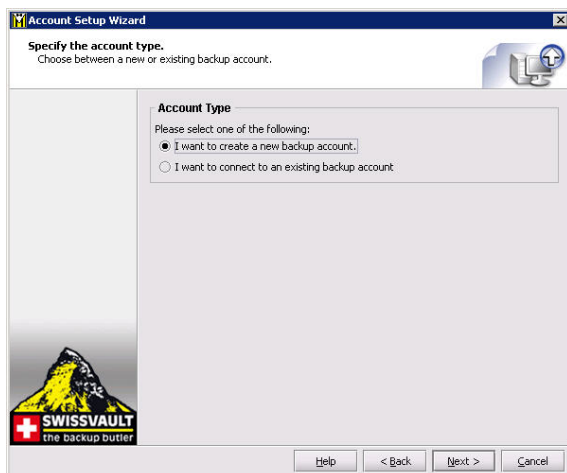 Account Setup Wizard
Specify the account type.
Choose between a new or existing backup account.
Account Type
Please select one of the following:
I want to create a new backup account.
I want to connect to an existing backup account
SWISSVAULT
the backup butler
Help
< Back
Next >
Cancel